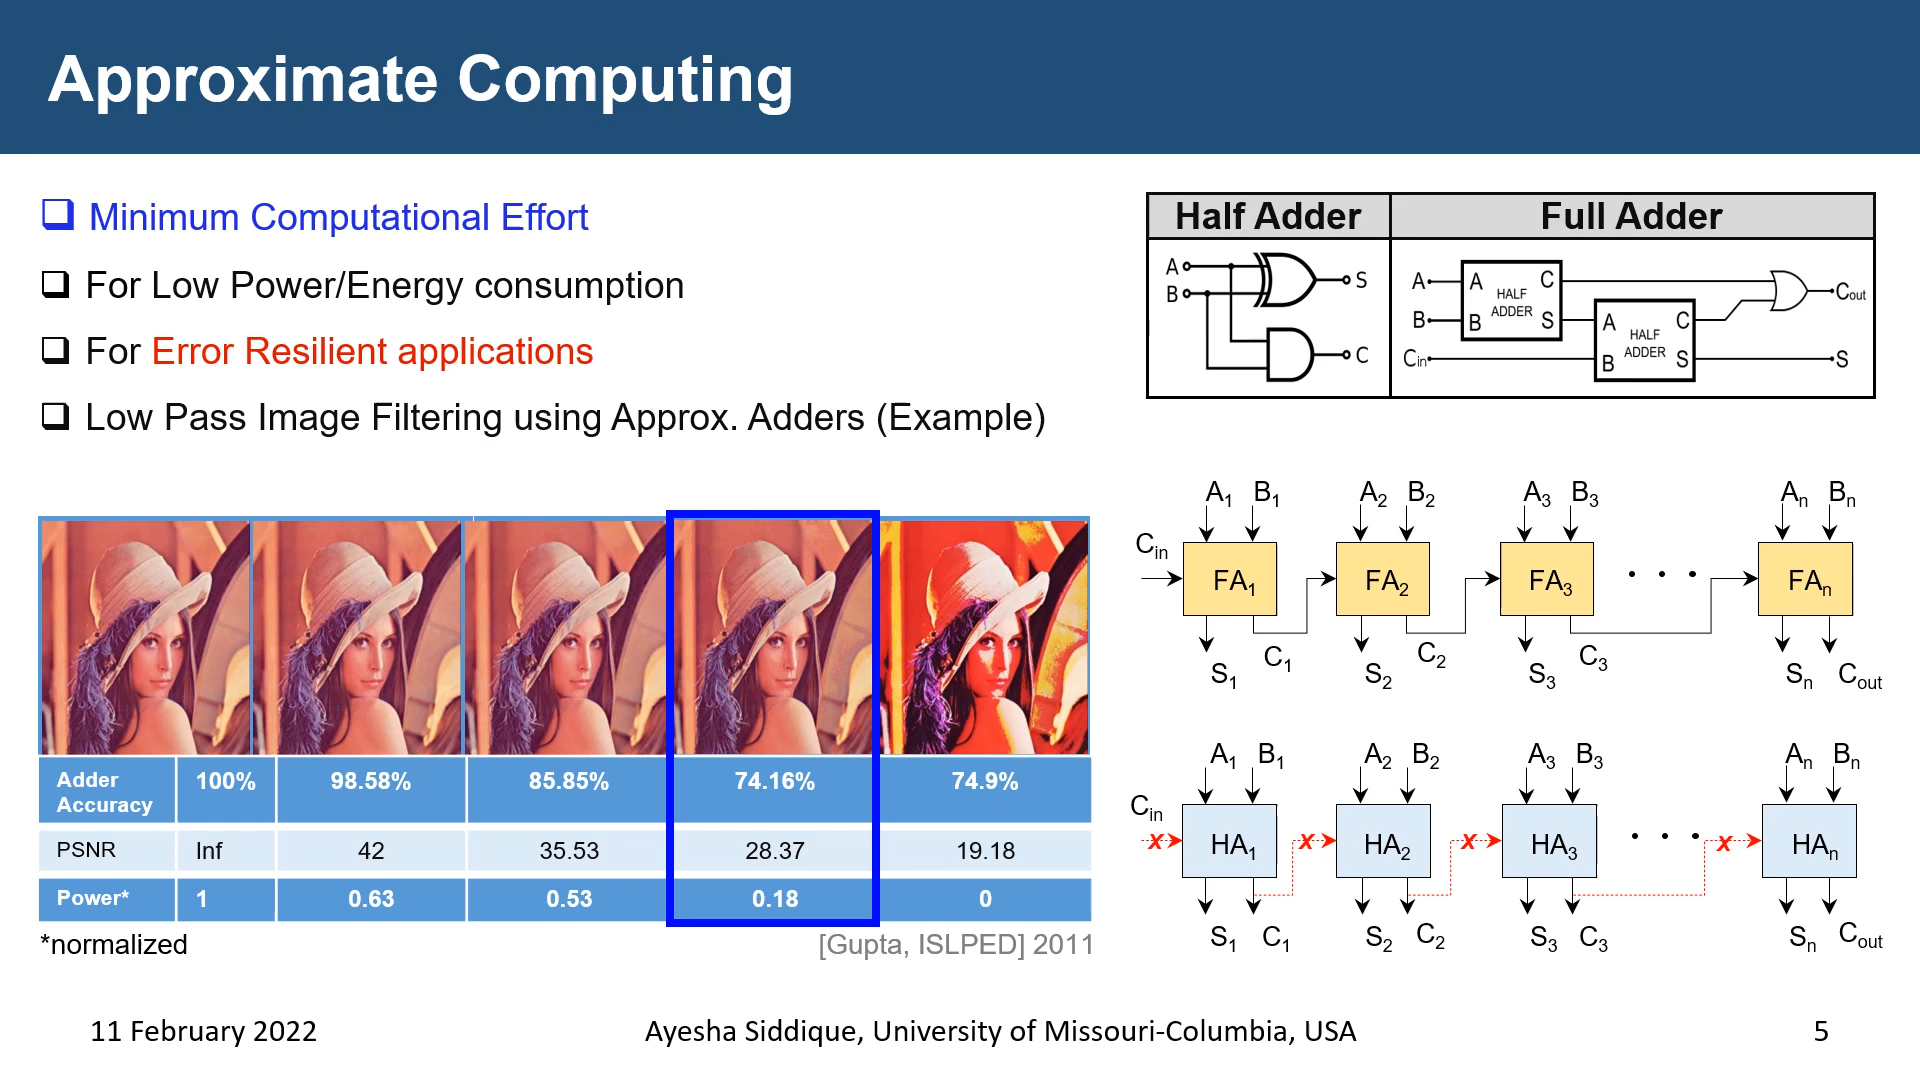 Approximate Computing
Minimum Computational Effort
For Low Power/Energy consumption
For Error Resilient applications
Low Pass Image Filtering using Approx. Adders (Example)
Half Adder Full Adder
A
B
S
C
A
B
Cin
A
B
HALF
ADDER
C
S
A
B
HALF
ADDER
C
S
Cout
S
A1 B1 A2 B2 A3 B3 An Bn
Cin
FA1 FA2 FA3 • • • FAn
C1 C2 C3
S1 S2 S3 Sn Cout
A1 B1 A2 B2 A3 B3 An Bn
Cin
x x x x
HA1 HA2 HA3 • • • HAn
S1 C1 S2 C2 S3 C3 Sn Cout
Adder
Accuracy 100% 98.58% 85.85% 74.16% 74.9%
PSNR Inf 42 35.53 28.37 19.18
Power* 1 0.63 0.53 0.18 0
*normalized
[Gupta, ISLPED] 2011
11 February 2022
Ayesha Siddique, University of Missouri-Columbia, USA
5